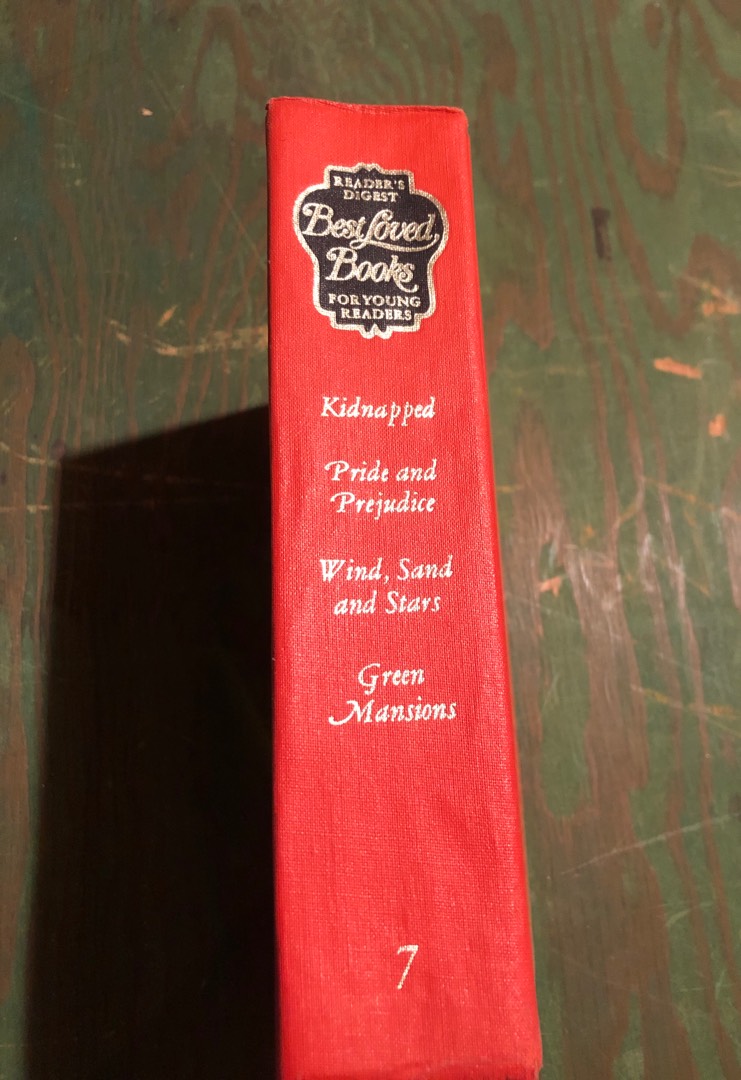 READER'S
DIGEST
Best Loved
Books
FOR YOUNG
READERS
Kidnapped
Pride and
Prejudice
Wind, Sand
and Stars
Green
Mansions
7